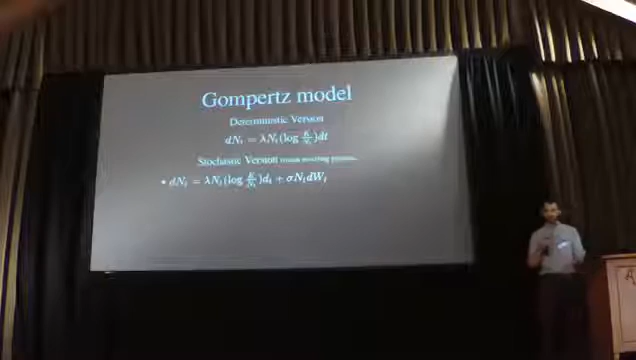 Gompertz model
Deterministic Version
dNₜ = λNₜ(log K/Nₜ)dt
Stochastic Version
• dNₜ = λNₜ(log K/Nₜ)dₜ + σNₜdWₜ